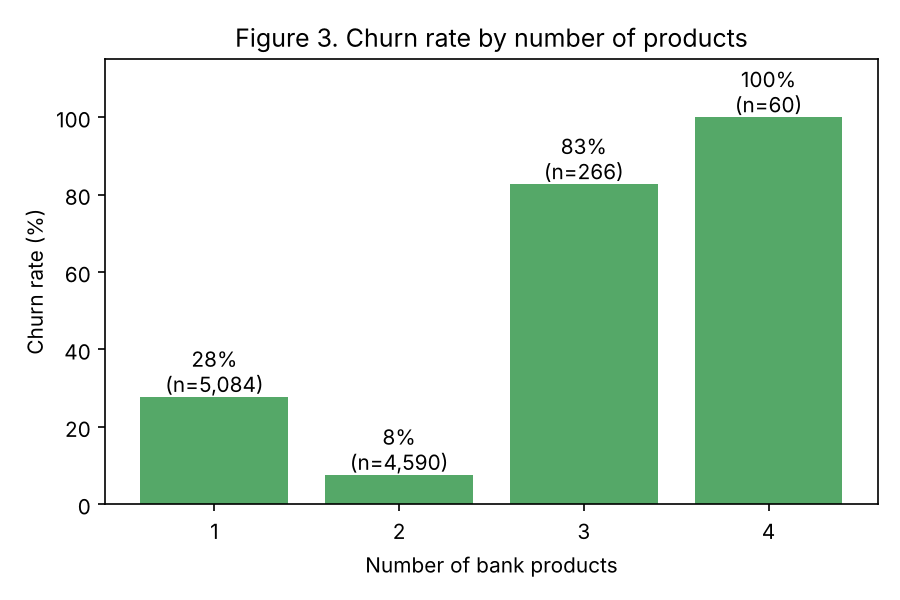 Figure 3. Churn rate by number of products
100%
(n=60)
83%
(n=266)
28%
(n=5,084)
8%
(n=4,590)
Churn rate (%)
100
80
60
40
20
0
1
2
3
4
Number of bank products